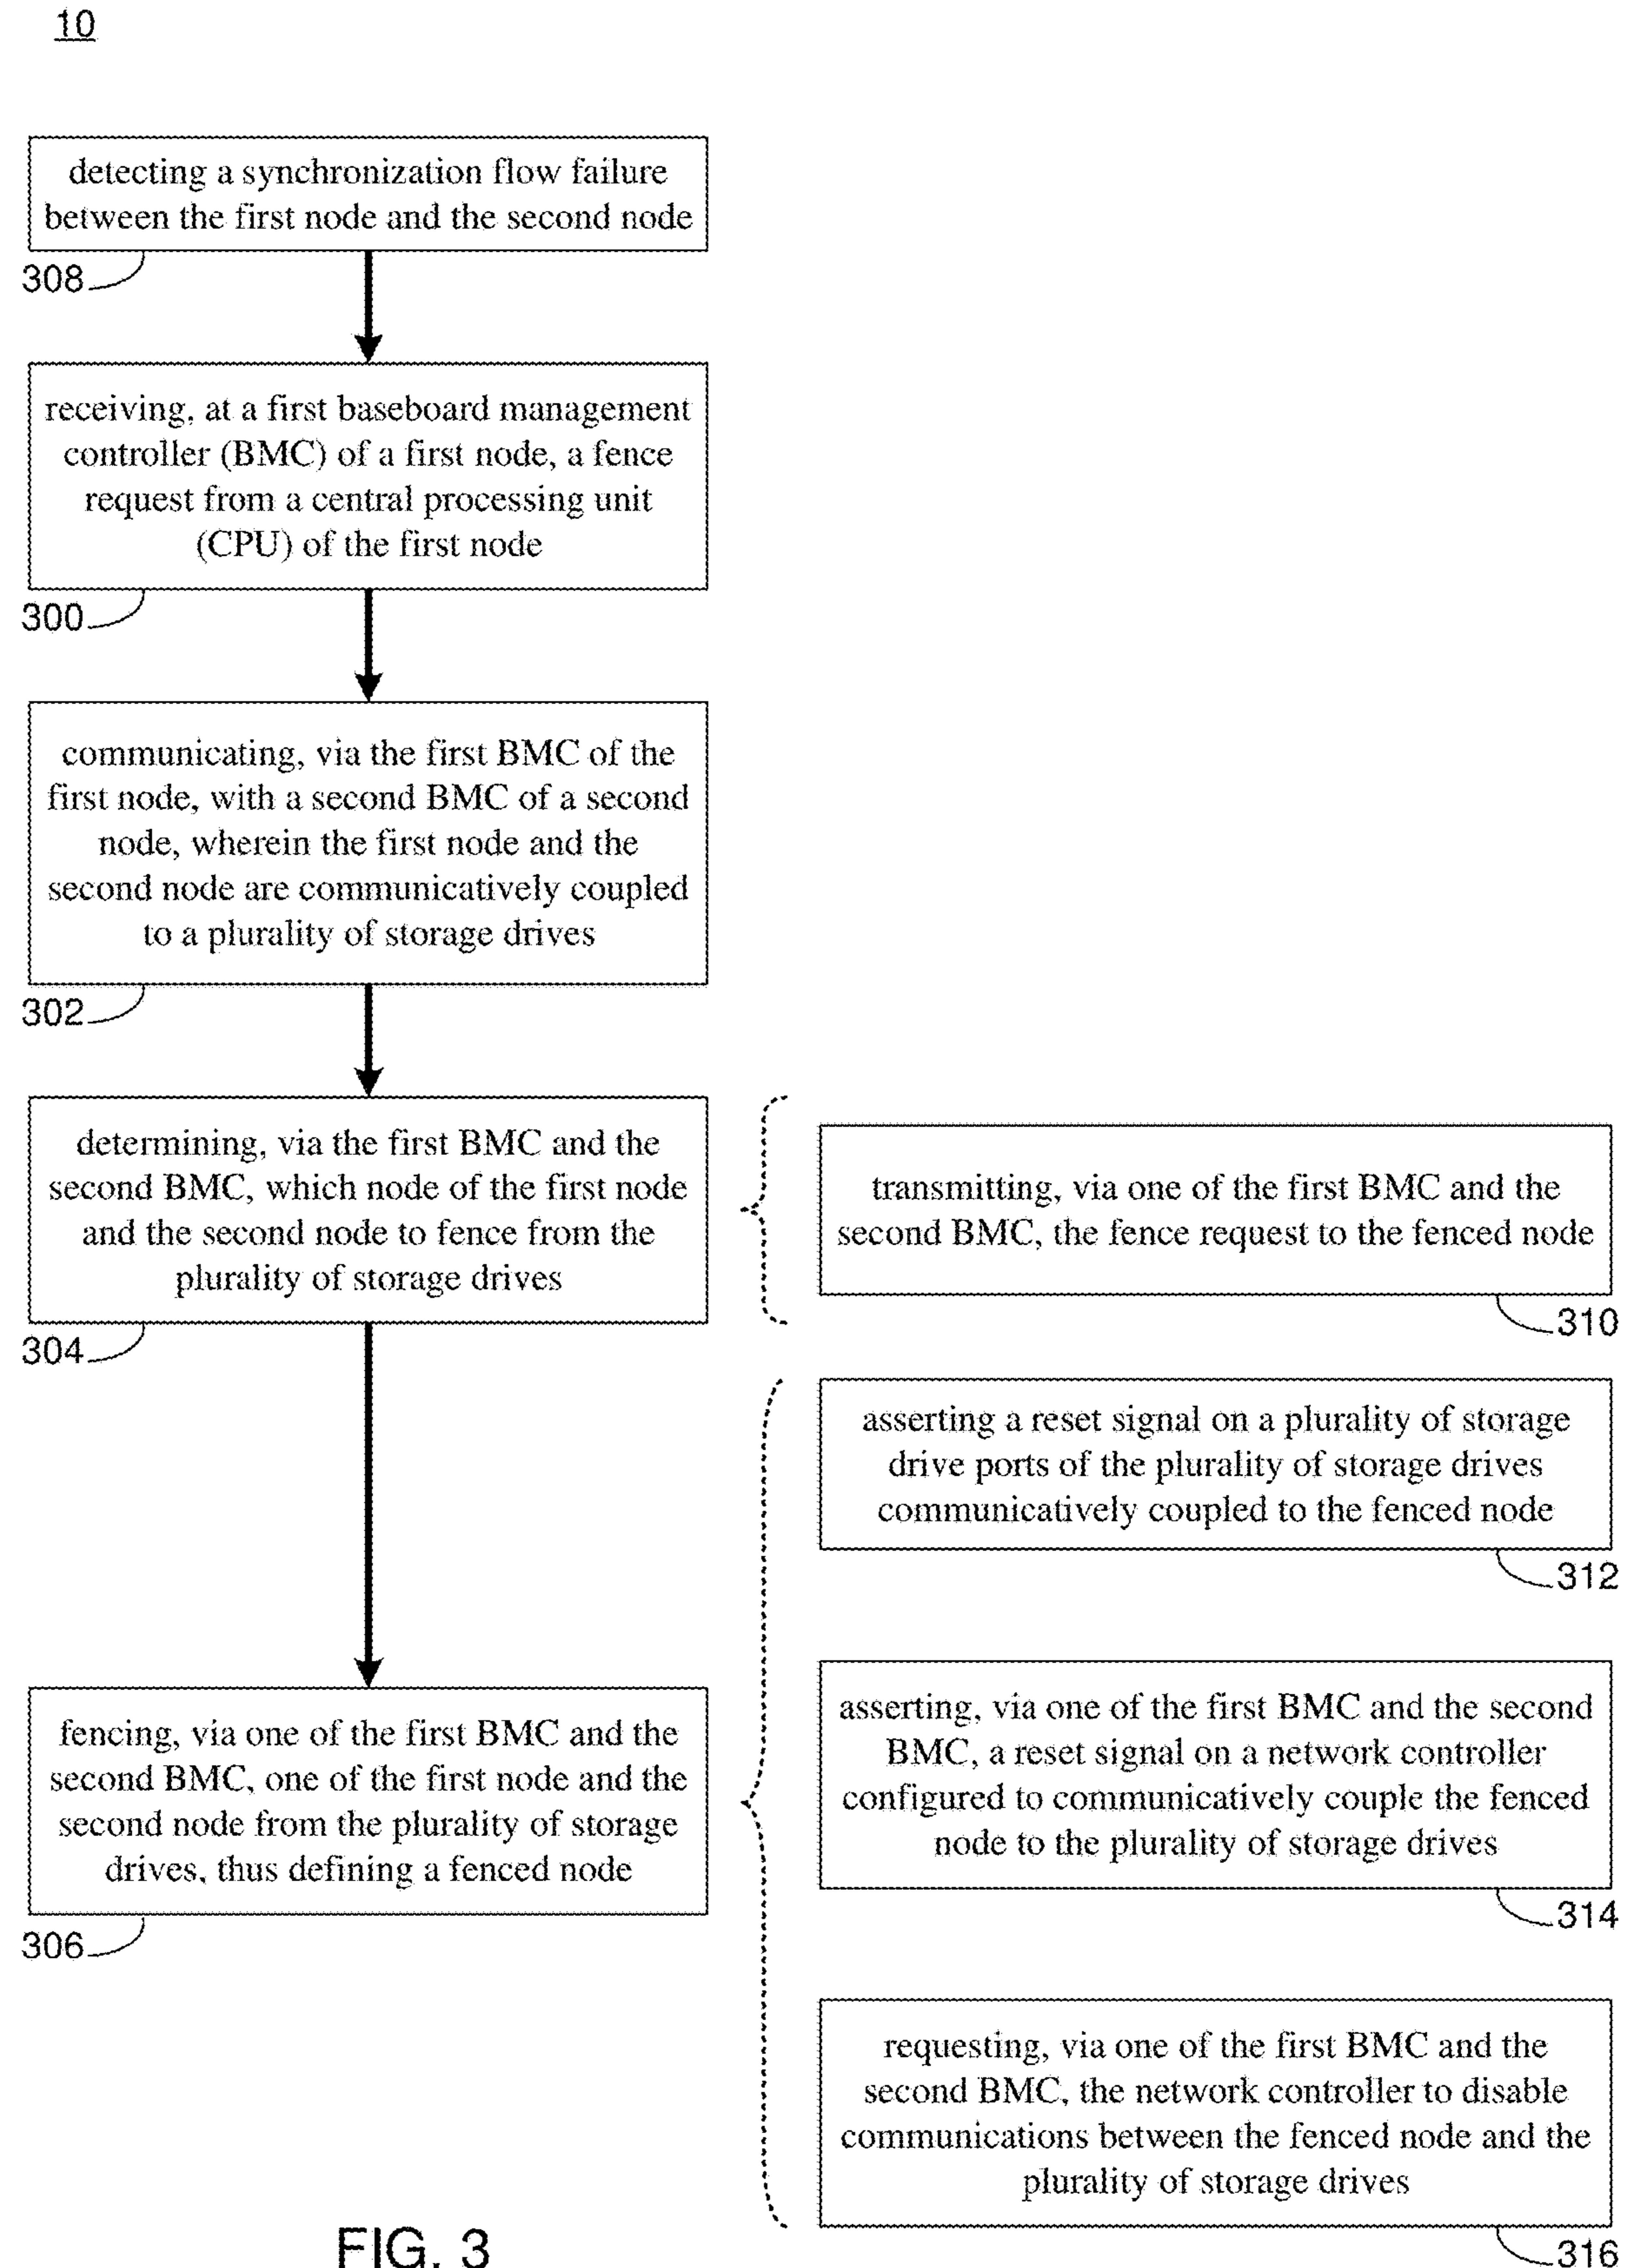 10
detecting a synchronization flow failure
between the first node and the second node
308
receiving, at a first baseboard management
controller (BMC) of a first node, a fence
request from a central processing unit
(CPU) of the first node
300
communicating, via the first BMC of the
first node, with a second BMC of a second
node, wherein the first node and the
second node are communicatively coupled
to a plurality of storage drives
302
determining, via the first BMC and the
second BMC, which node of the first node
and the second node to fence from the
plurality of storage drives
304
transmitting, via one of the first BMC and the
second BMC, the fence request to the fenced node
310
asserting a reset signal on a plurality of storage
drive ports of the plurality of storage drives
communicatively coupled to the fenced node
312
fencing, via one of the first BMC and the
second BMC, one of the first node and the
second node from the plurality of storage
drives, thus defining a fenced node
306
asserting, via one of the first BMC and the second
BMC, a reset signal on a network controller
configured to communicatively couple the fenced
node to the plurality of storage drives
314
requesting, via one of the first BMC and the
second BMC, the network controller to disable
communications between the fenced node and the
plurality of storage drives
316
FIG. 3